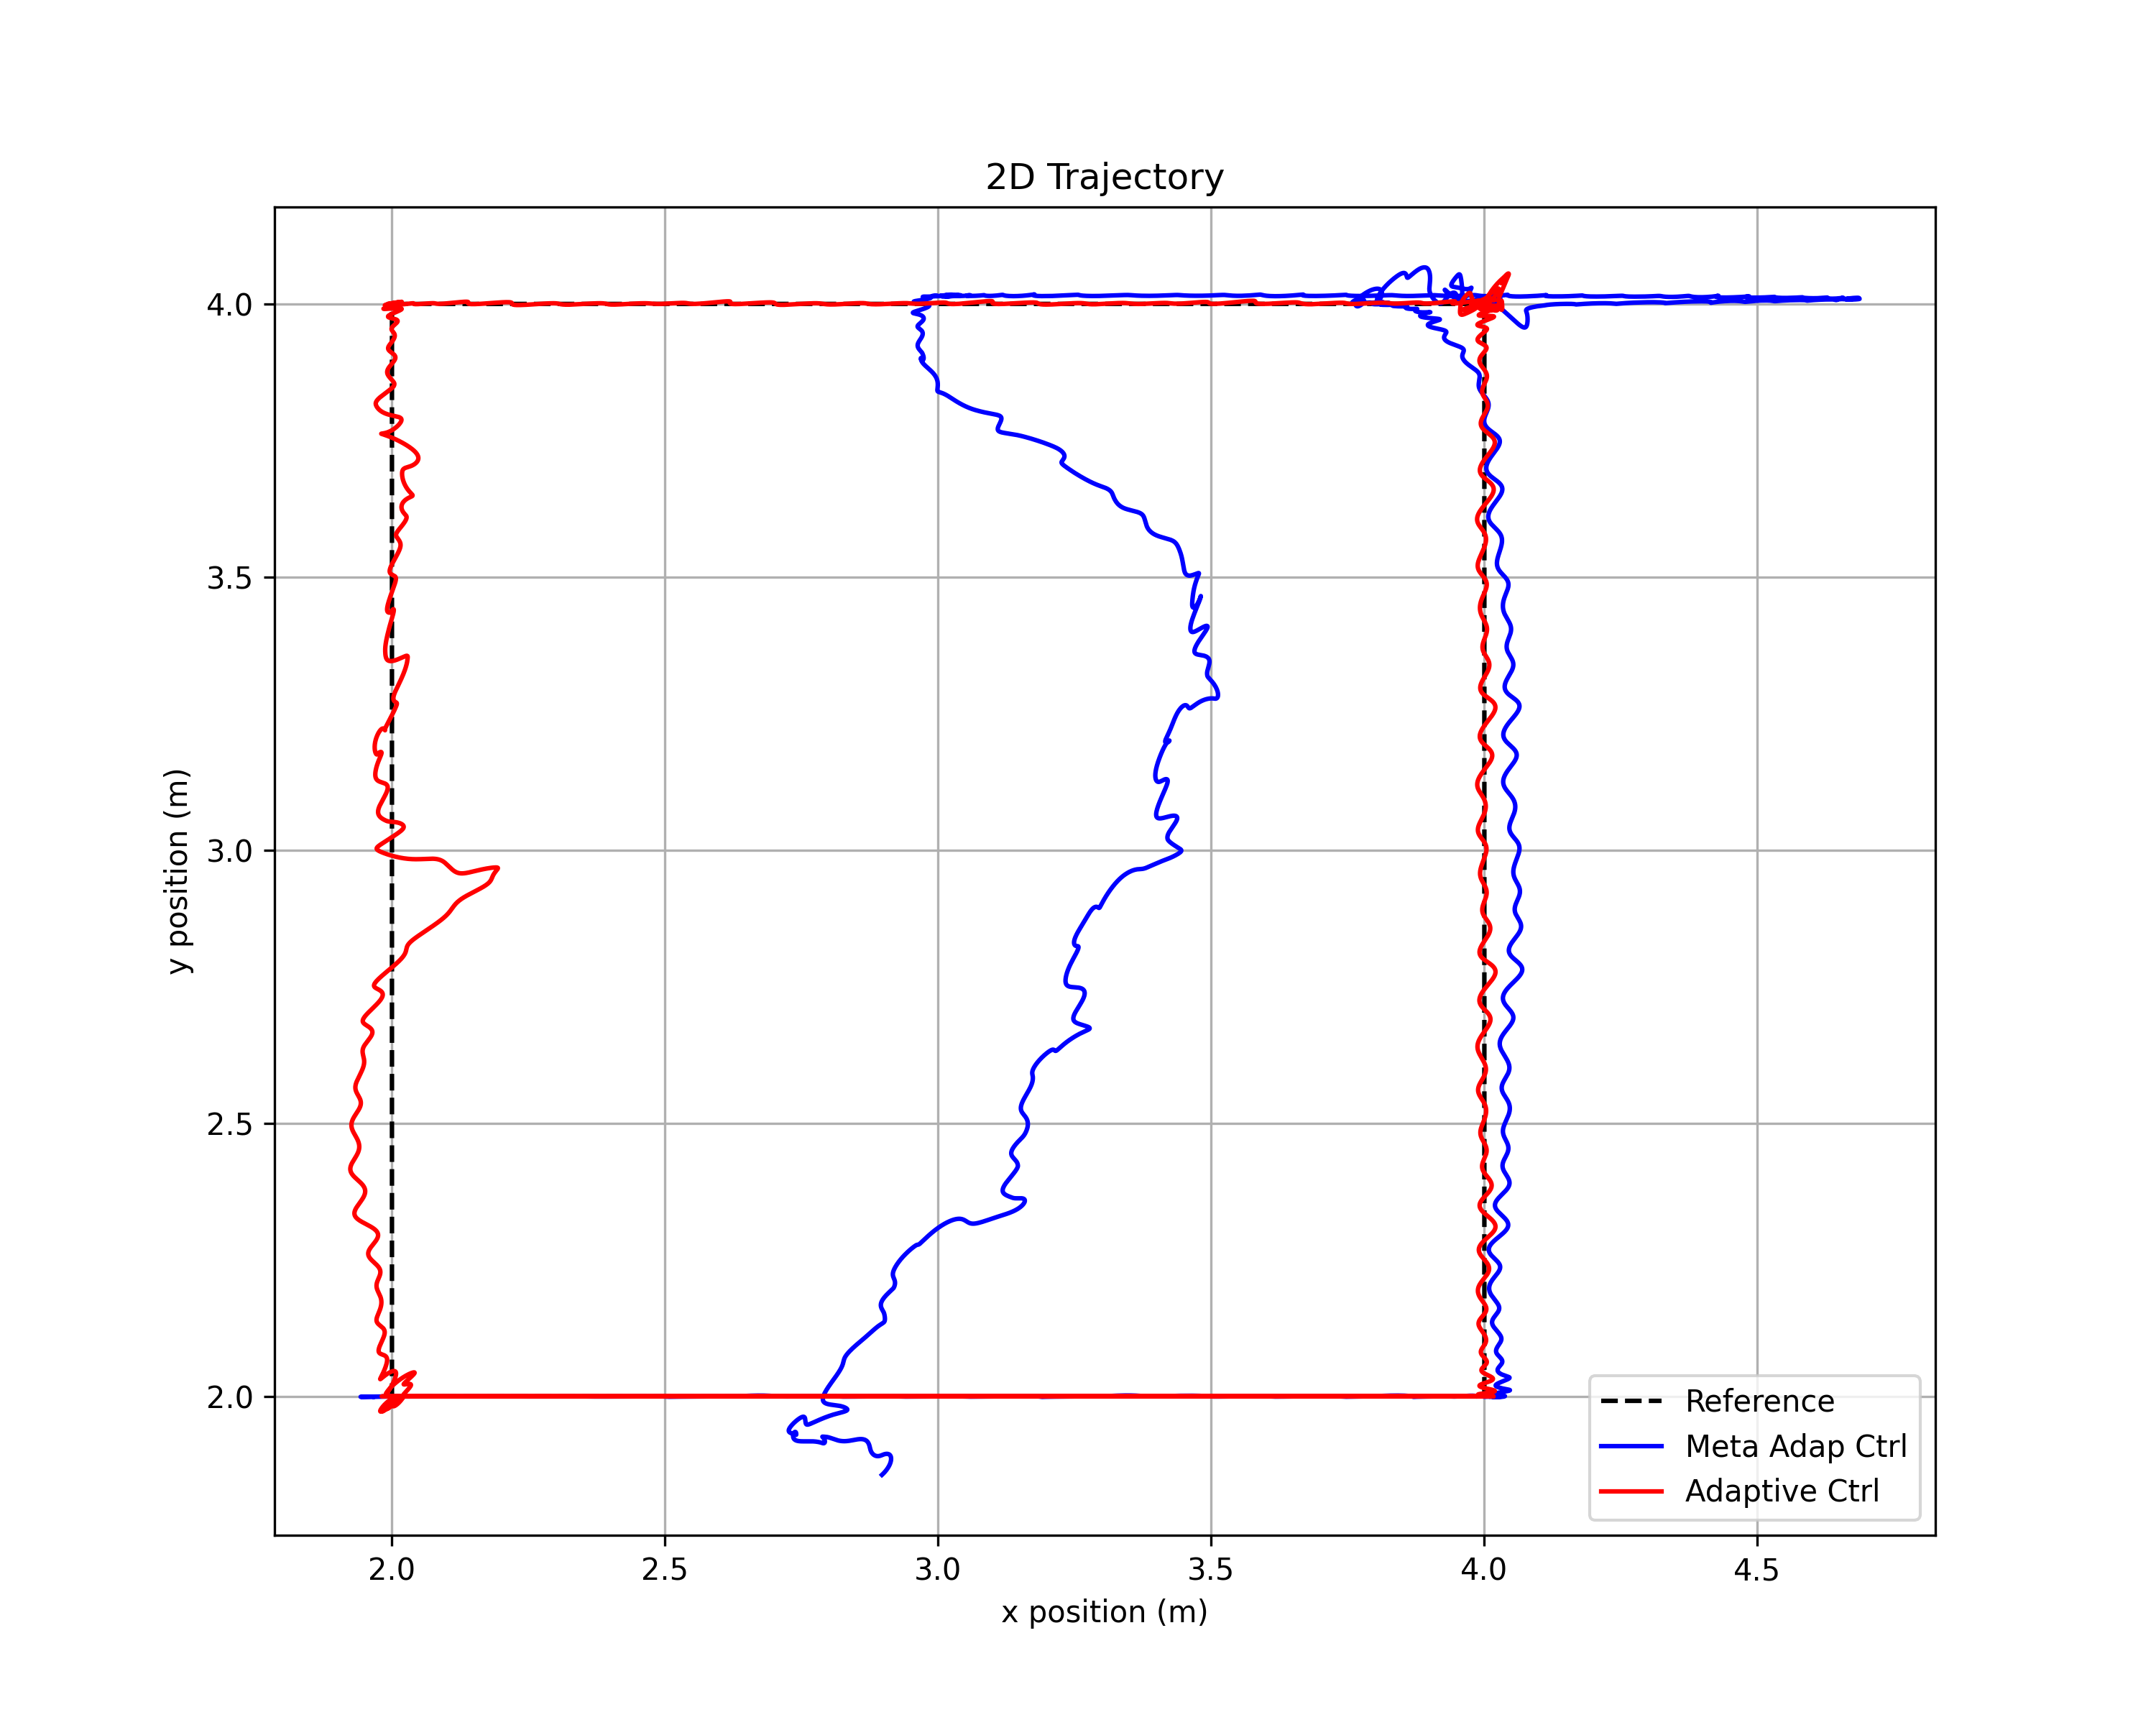 2D Trajectory
4.0
3.5
3.0
2.5
2.0
y position (m)
2.0 2.5 3.0 3.5 4.0 4.5
x position (m)
Reference
Meta Adap Ctrl
Adaptive Ctrl